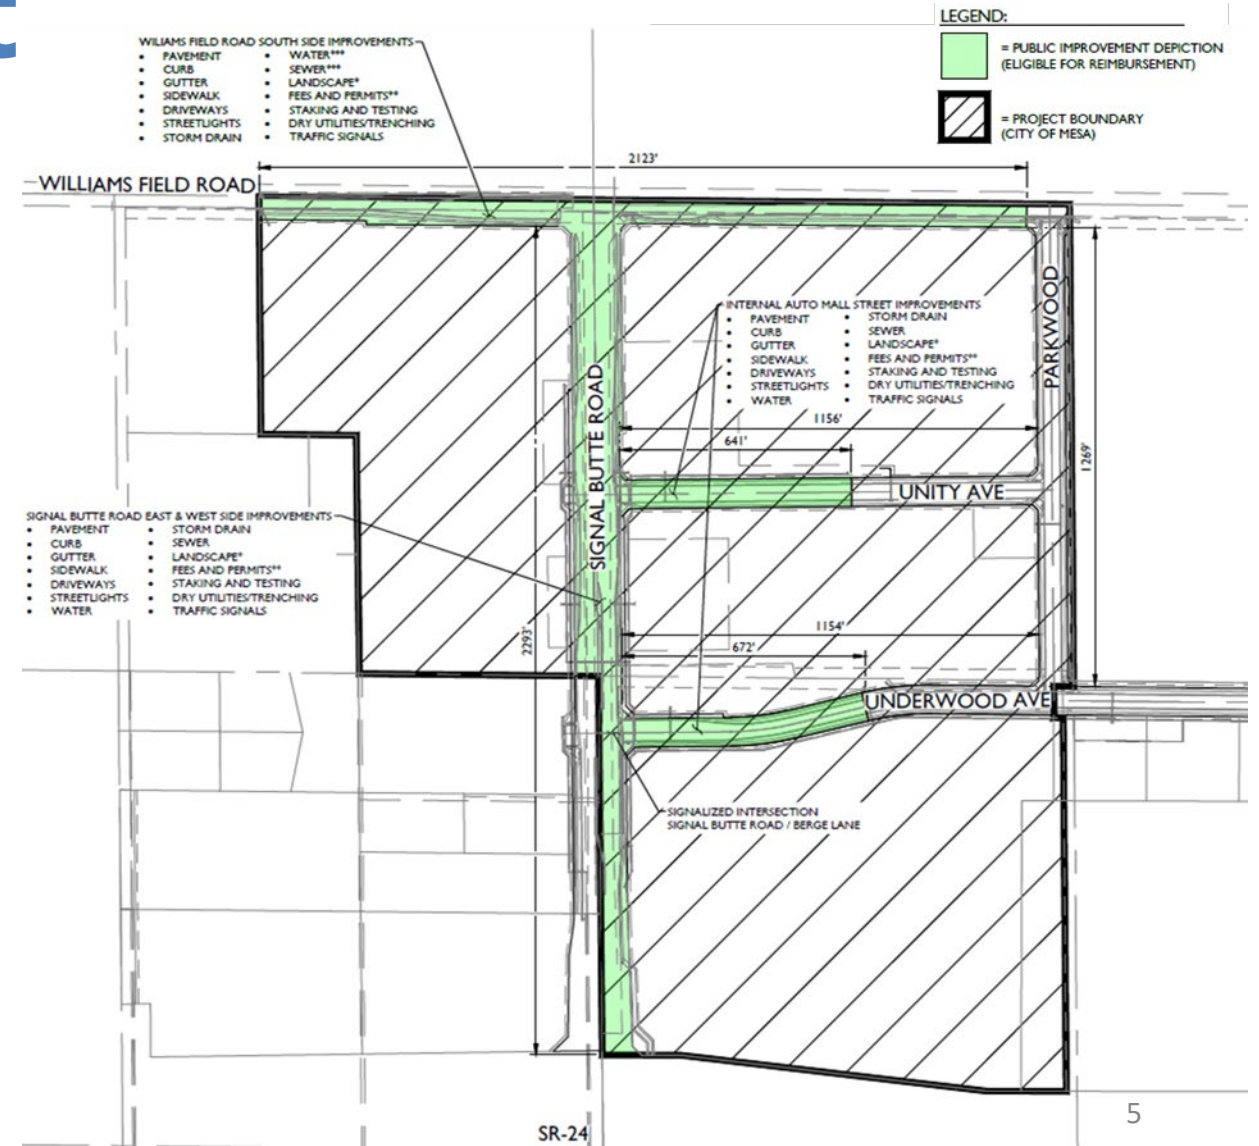 LEGEND:
= PUBLIC IMPROVEMENT DEPICTION
(ELIGIBLE FOR REIMBURSEMENT)
= PROJECT BOUNDARY
(CITY OF MESA)
WILIAMS FIELD ROAD SOUTH SIDE IMPROVEMENTS
• PAVEMENT • WATER***
• CURB • SEWER***
• GUTTER • LANDSCAPE*
• SIDEWALK • FEES AND PERMITS**
• DRIVEWAYS • STAKING AND TESTING
• STREETLIGHTS • DRY UTILITIES/TRENCHING
• STORM DRAIN • TRAFFIC SIGNALS
2123'
WILLIAMS FIELD ROAD
PARKWOOD
INTERNAL AUTO MALL STREET IMPROVEMENTS
• PAVEMENT • STORM DRAIN
• CURB • SEWER
• GUTTER • LANDSCAPE*
• SIDEWALK • FEES AND PERMITS**
• DRIVEWAYS • STAKING AND TESTING
• STREETLIGHTS • DRY UTILITIES/TRENCHING
• WATER • TRAFFIC SIGNALS
1156'
641'
1269'
SIGNAL BUTTE ROAD
UNITY AVE
SIGNAL BUTTE ROAD EAST & WEST SIDE IMPROVEMENTS
• PAVEMENT • STORM DRAIN
• CURB • SEWER
• GUTTER • LANDSCAPE*
• SIDEWALK • FEES AND PERMITS**
• DRIVEWAYS • STAKING AND TESTING
• STREETLIGHTS • DRY UTILITIES/TRENCHING
• WATER • TRAFFIC SIGNALS
2293'
1154'
672'
UNDERWOOD AVE
SIGNALIZED INTERSECTION
SIGNAL BUTTE ROAD / BERGE LANE
5
SR-24